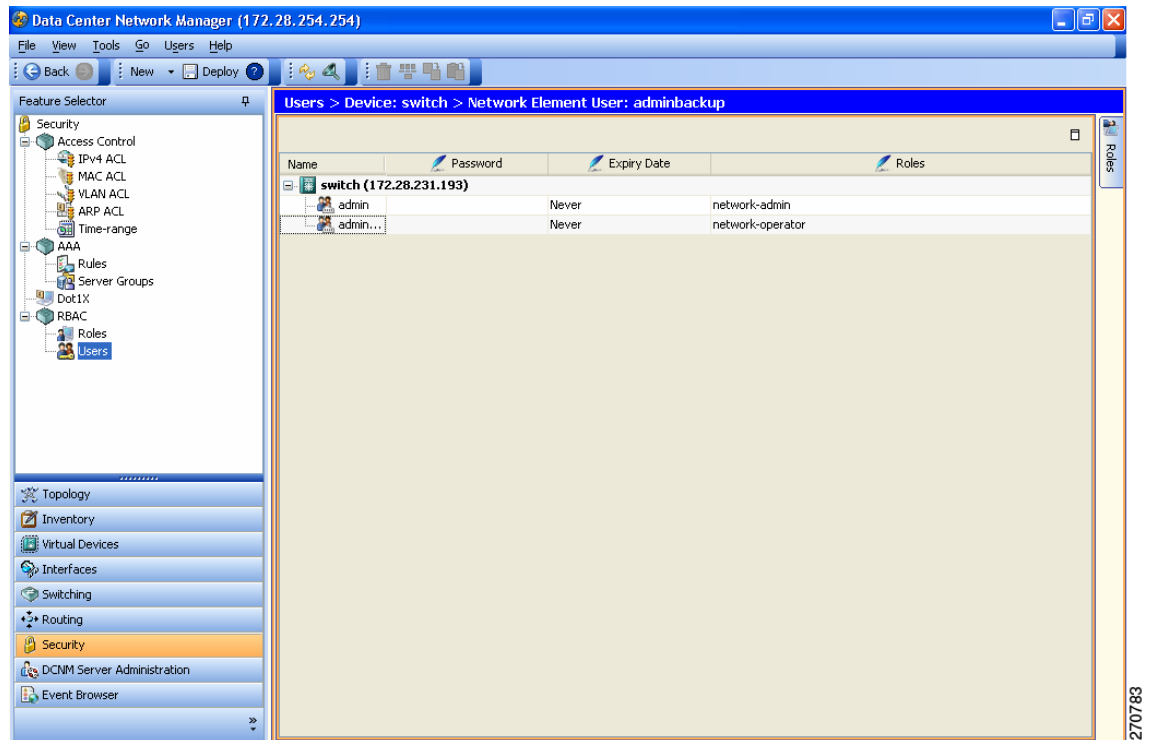 Data Center Network Manager (172.28.254.254)
File View Tools Go Users Help
Back New Deploy ?
Feature Selector
Security
Access Control
IPv4 ACL
MAC ACL
VLAN ACL
ARP ACL
Time-range
AAA
Rules
Server Groups
Dot1X
RBAC
Roles
Users
Topology
Inventory
Virtual Devices
Interfaces
Switching
Routing
Security
DCNM Server Administration
Event Browser
»
Users > Device: switch > Network Element User: adminbackup
Name Password Expiry Date Roles
switch (172.28.231.193)
admin Never network-admin
admin... Never network-operator
Roles
270783